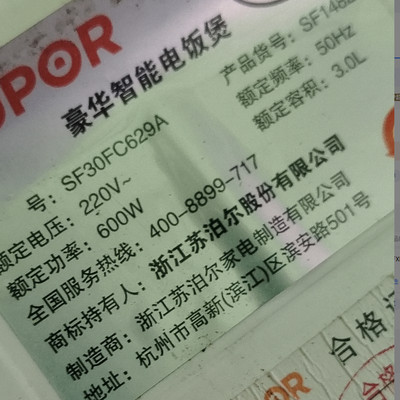 UPOR
豪华智能电饭煲
号：SF30FC629A
产品货号：SF148
额定电压：220V~
额定频率：50Hz
额定功率：600W
额定容积：3.0L
全国服务热线：400-8899-717
商标持有人：浙江苏泊尔股份有限公司
制造商：浙江苏泊尔家电制造有限公司
地址：杭州市高新(滨江)区滨安路501号
POR
合格证
合格